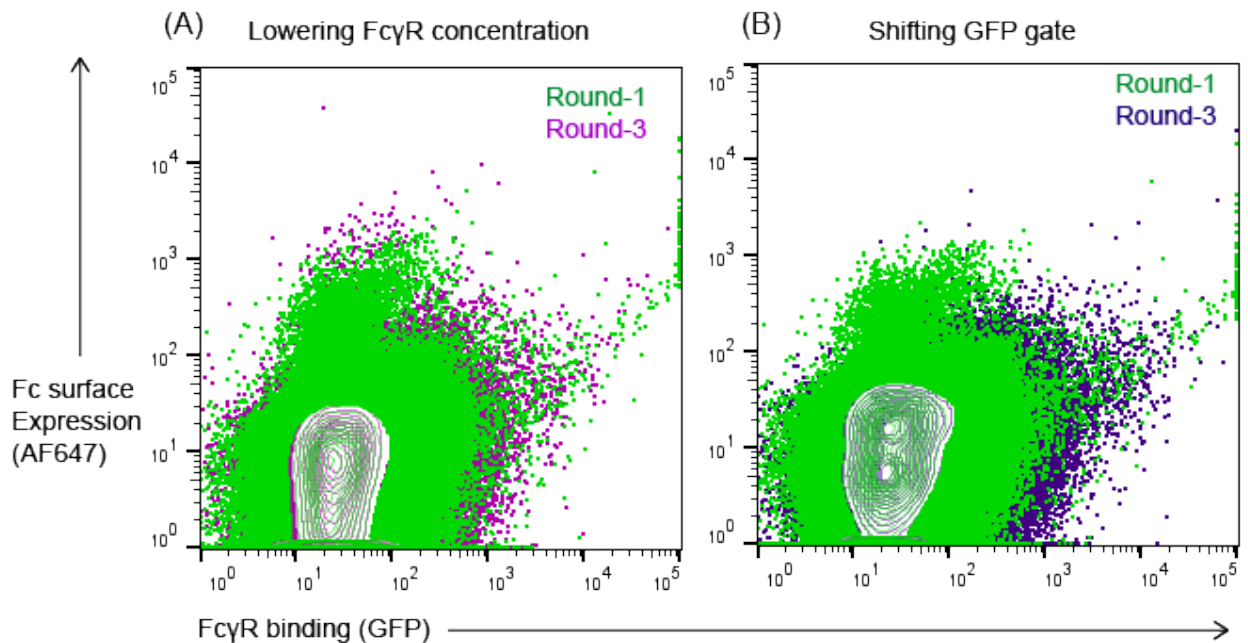 (A) Lowering FcγR concentration
(B) Shifting GFP gate
Round-1
Round-3
Round-1
Round-3
10^5
10^4
10^3
10^2
10^1
10^0
10^5
10^4
10^3
10^2
10^1
10^0
Fc surface
Expression
(AF647)
10^0 10^1 10^2 10^3 10^4 10^5
10^0 10^1 10^2 10^3 10^4 10^5
FcγR binding (GFP)